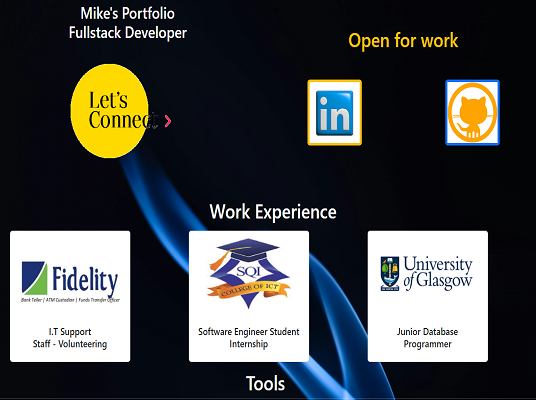 Mike's Portfolio
Fullstack Developer
Open for work
Let's
Connect
in
Work Experience
Fidelity
Bank Teller | ATM Custodian | Funds Transfer Officer
I.T Support
Staff - Volunteering
SQI
COLLEGE OF ICT
Software Engineer Student
Internship
University
of Glasgow
Junior Database
Programmer
Tools